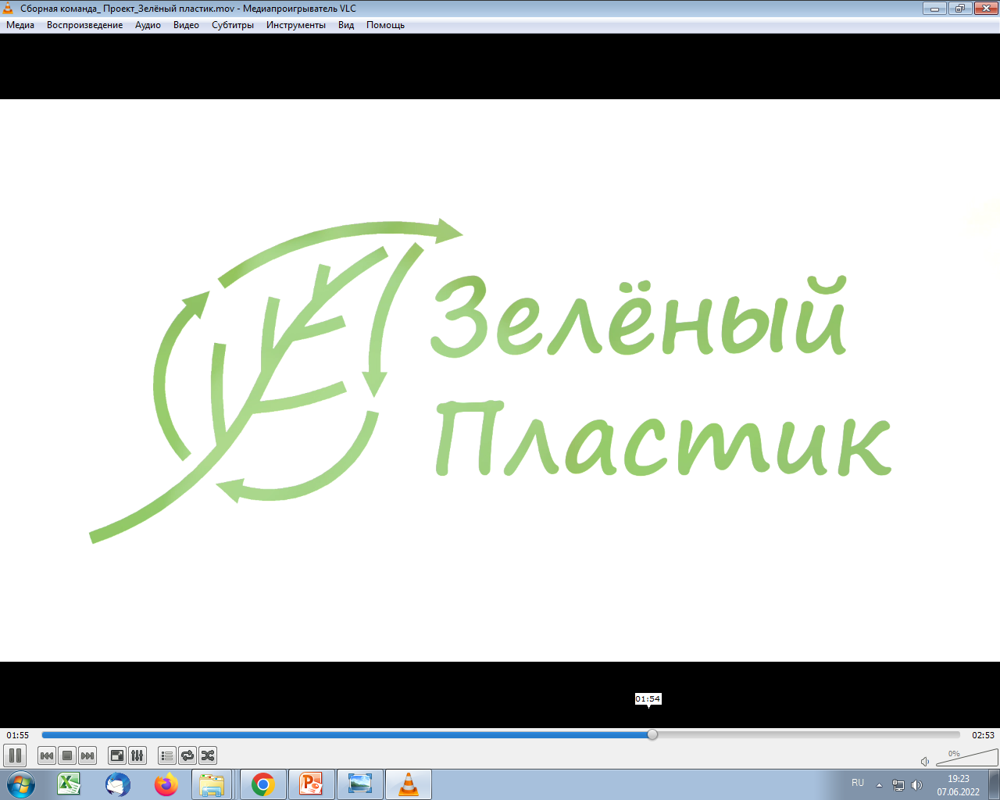 Сборная команда_ Проект_Зелёный пластик.mov - Медиапроигрыватель VLC
Медиа Воспроизведение Аудио Видео Субтитры Инструменты Вид Помощь
Зелёный
Пластик
01:54
01:55 02:53
0%
RU 19:23
07.06.2022